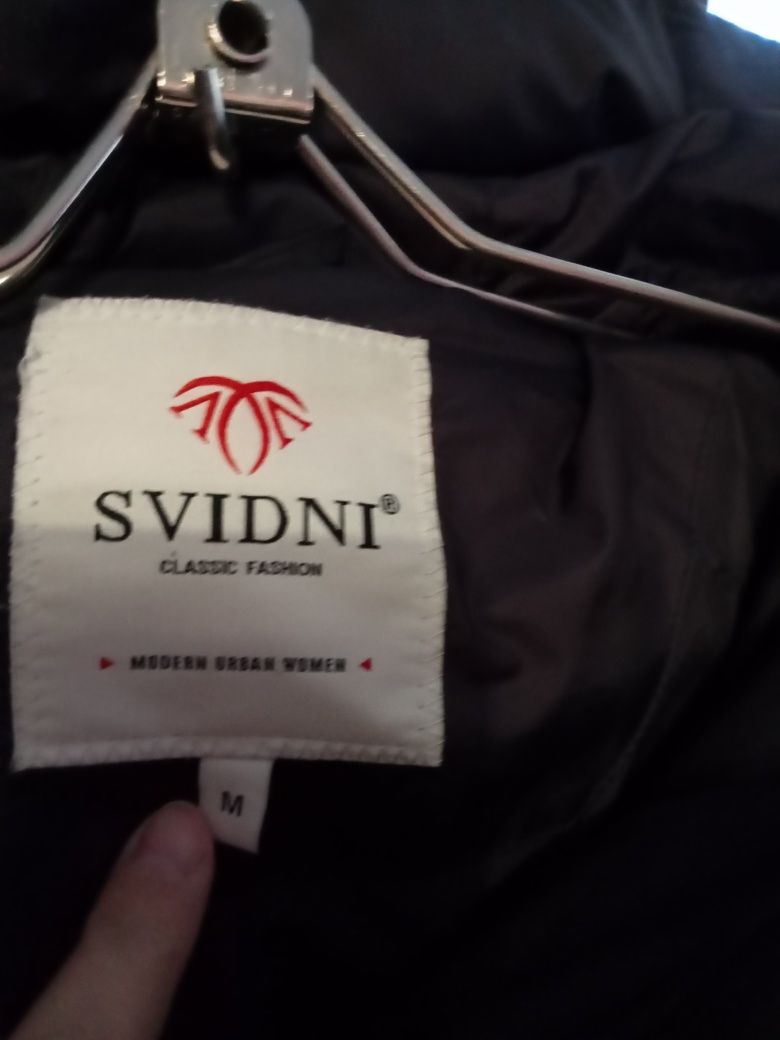 SVIDNI®
CLASSIC FASHION
MODERN URBAN WOMEN
M